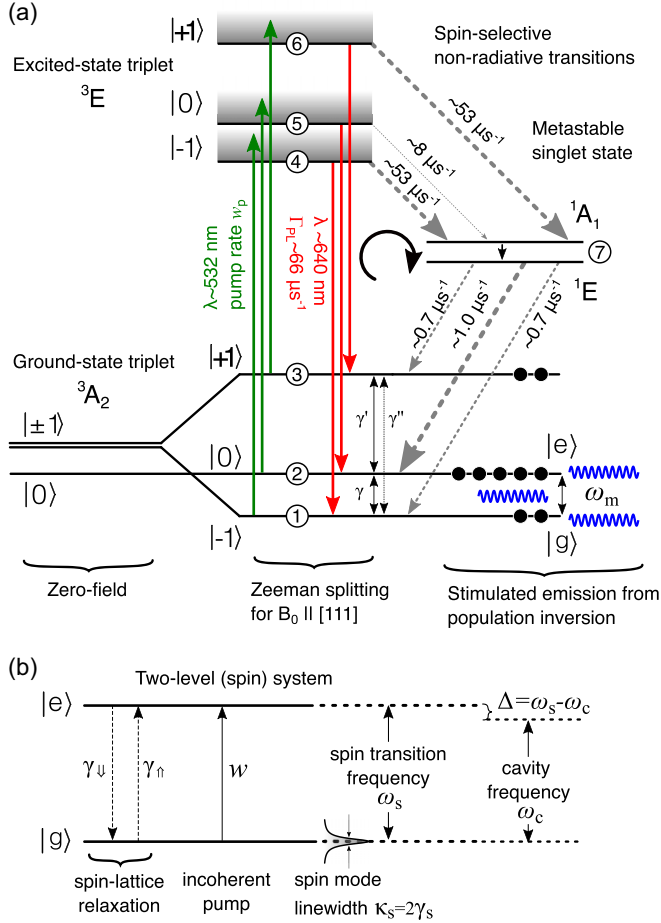 (a)
|+1⟩
⑥
Spin-selective
non-radiative transitions
Excited-state triplet
³E
|0⟩
⑤
|-1⟩
④
~53 µs⁻¹
~8 µs⁻¹
~53 µs⁻¹
Metastable
singlet state
¹A₁
⑦
¹E
λ~532 nm
pump rate wₚ
λ ~640 nm
Γ_PL~66 µs⁻¹
~0.7 µs⁻¹
~1.0 µs⁻¹
~0.7 µs⁻¹
Ground-state triplet
³A₂
|+1⟩
③
|±1⟩
γ'
γ"
|0⟩
②
|e⟩
|0⟩
γ
ωₘ
①
|-1⟩
|g⟩
Zero-field
Zeeman splitting
for B₀ II [111]
Stimulated emission from
population inversion
(b)
Two-level (spin) system
|e⟩
Δ=ωₛ-ω_c
γ⇓
γ⇑
w
spin transition
frequency
ωₛ
cavity
frequency
ω_c
|g⟩
spin-lattice
relaxation
incoherent
pump
spin mode
linewidth κₛ=2γₛ